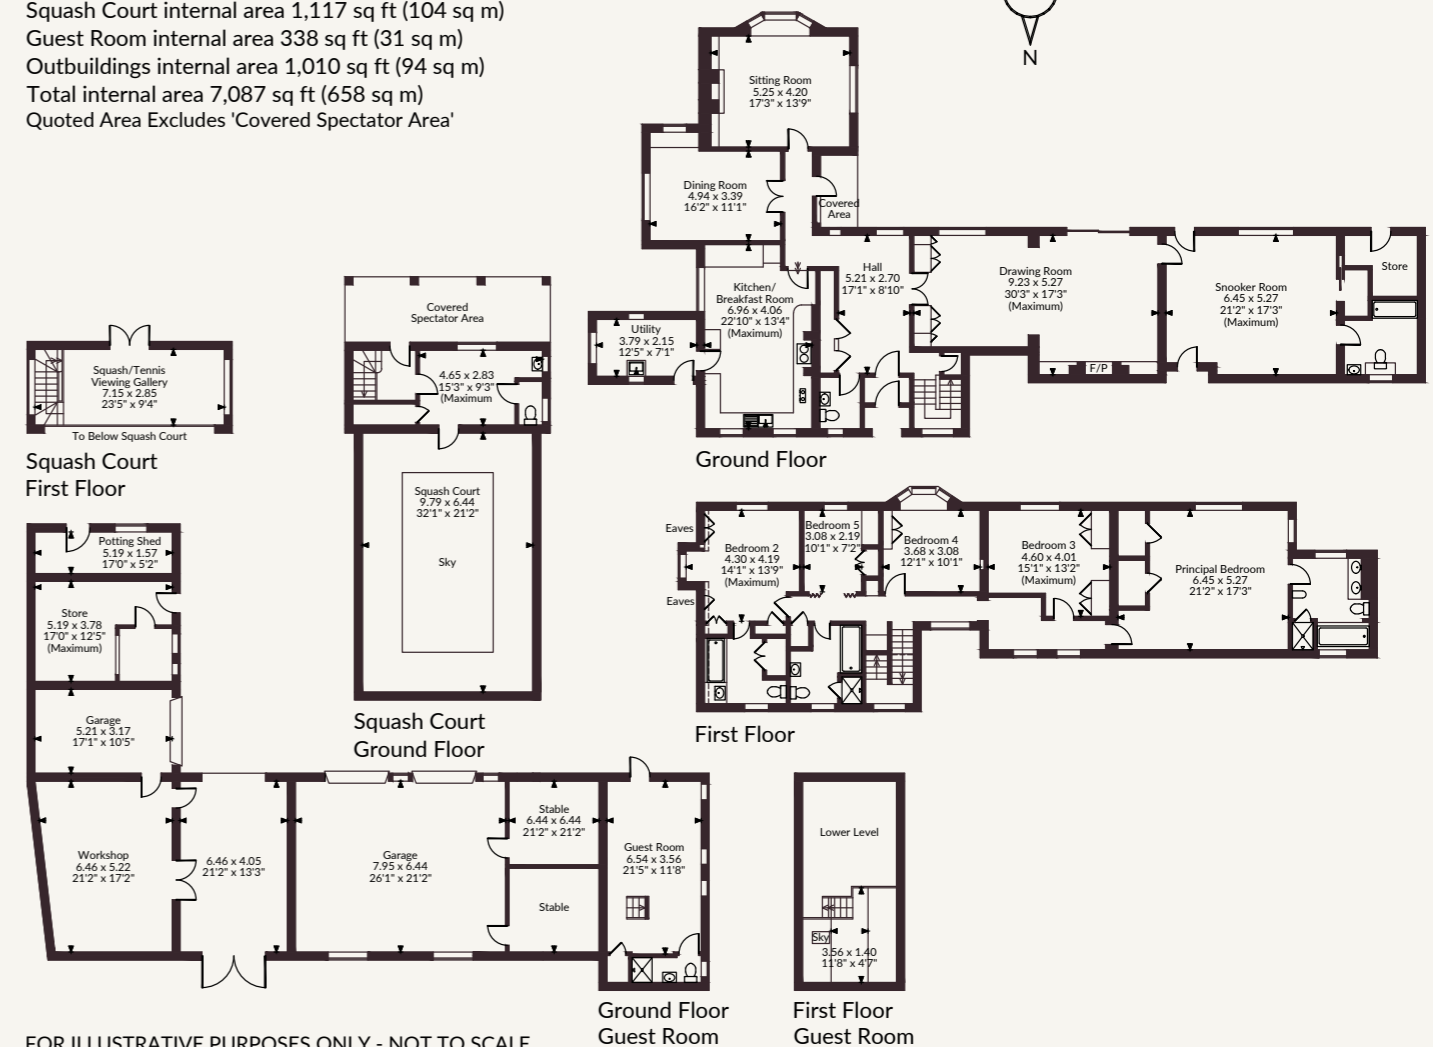 Squash Court internal area 1,117 sq ft (104 sq m)
Guest Room internal area 338 sq ft (31 sq m)
Outbuildings internal area 1,010 sq ft (94 sq m)
Total internal area 7,087 sq ft (658 sq m)
Quoted Area Excludes 'Covered Spectator Area'
N
Sitting Room
5.25 x 4.20
17'3" x 13'9"
Dining Room
4.94 x 3.39
16'2" x 11'1"
Covered
Area
Hall
5.21 x 2.70
17'1" x 8'10"
Drawing Room
9.23 x 5.27
30'3" x 17'3"
(Maximum)
Snooker Room
6.45 x 5.27
21'2" x 17'3"
(Maximum)
Store
Kitchen/
Breakfast Room
6.96 x 4.06
22'10" x 13'4"
(Maximum)
Utility
3.79 x 2.15
12'5" x 7'1"
F/P
Ground Floor
Covered
Spectator Area
4.65 x 2.83
15'3" x 9'3"
(Maximum
Squash Court
9.79 x 6.44
32'1" x 21'2"
Sky
Squash Court
Ground Floor
Squash/Tennis
Viewing Gallery
7.15 x 2.85
23'5" x 9'4"
To Below Squash Court
Squash Court
First Floor
Eaves
Eaves
Bedroom 2
4.30 x 4.19
14'1" x 13'9"
(Maximum)
Bedroom 5
3.08 x 2.19
10'1" x 7'2"
Bedroom 4
3.68 x 3.08
12'1" x 10'1"
Bedroom 3
4.60 x 4.01
15'1" x 13'2"
(Maximum)
Principal Bedroom
6.45 x 5.27
21'2" x 17'3"
First Floor
Potting Shed
5.19 x 1.57
17'0" x 5'2"
Store
5.19 x 3.78
17'0" x 12'5"
(Maximum)
Garage
5.21 x 3.17
17'1" x 10'5"
Workshop
6.46 x 5.22
21'2" x 17'2"
6.46 x 4.05
21'2" x 13'3"
Garage
7.95 x 6.44
26'1" x 21'2"
Stable
6.44 x 6.44
21'2" x 21'2"
Stable
Guest Room
6.54 x 3.56
21'5" x 11'8"
Ground Floor
Guest Room
Lower Level
Sky
3.56 x 1.40
11'8" x 4'7"
First Floor
Guest Room
FOR ILLUSTRATIVE PURPOSES ONLY - NOT TO SCALE